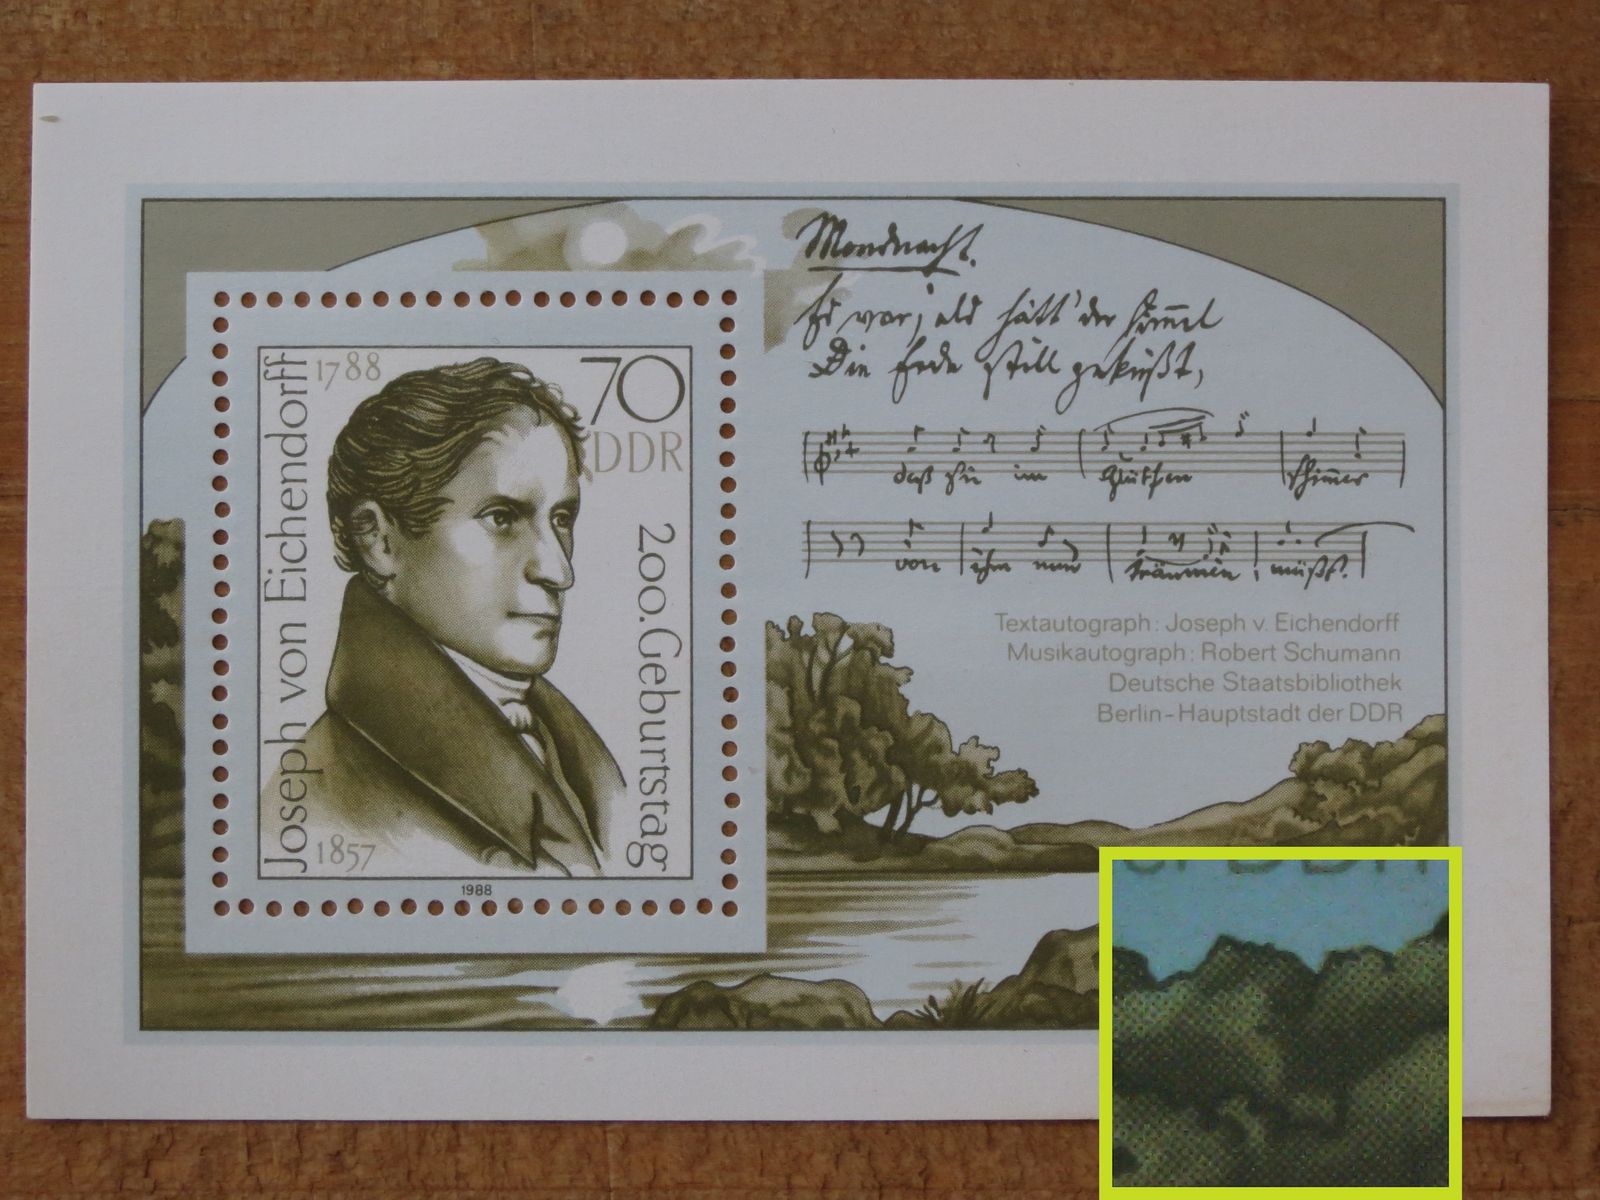 Joseph von Eichendorff
1788
1857
70
DDR
200. Geburtstag
1988
Mondnacht.
Es war, als hätt' der Himmel
Die Erde still geküßt,
daß sie im Blüthen schimmer
von ihm nun träumen müßt.
Textautograph: Joseph v. Eichendorff
Musikautograph: Robert Schumann
Deutsche Staatsbibliothek
Berlin-Hauptstadt der DDR